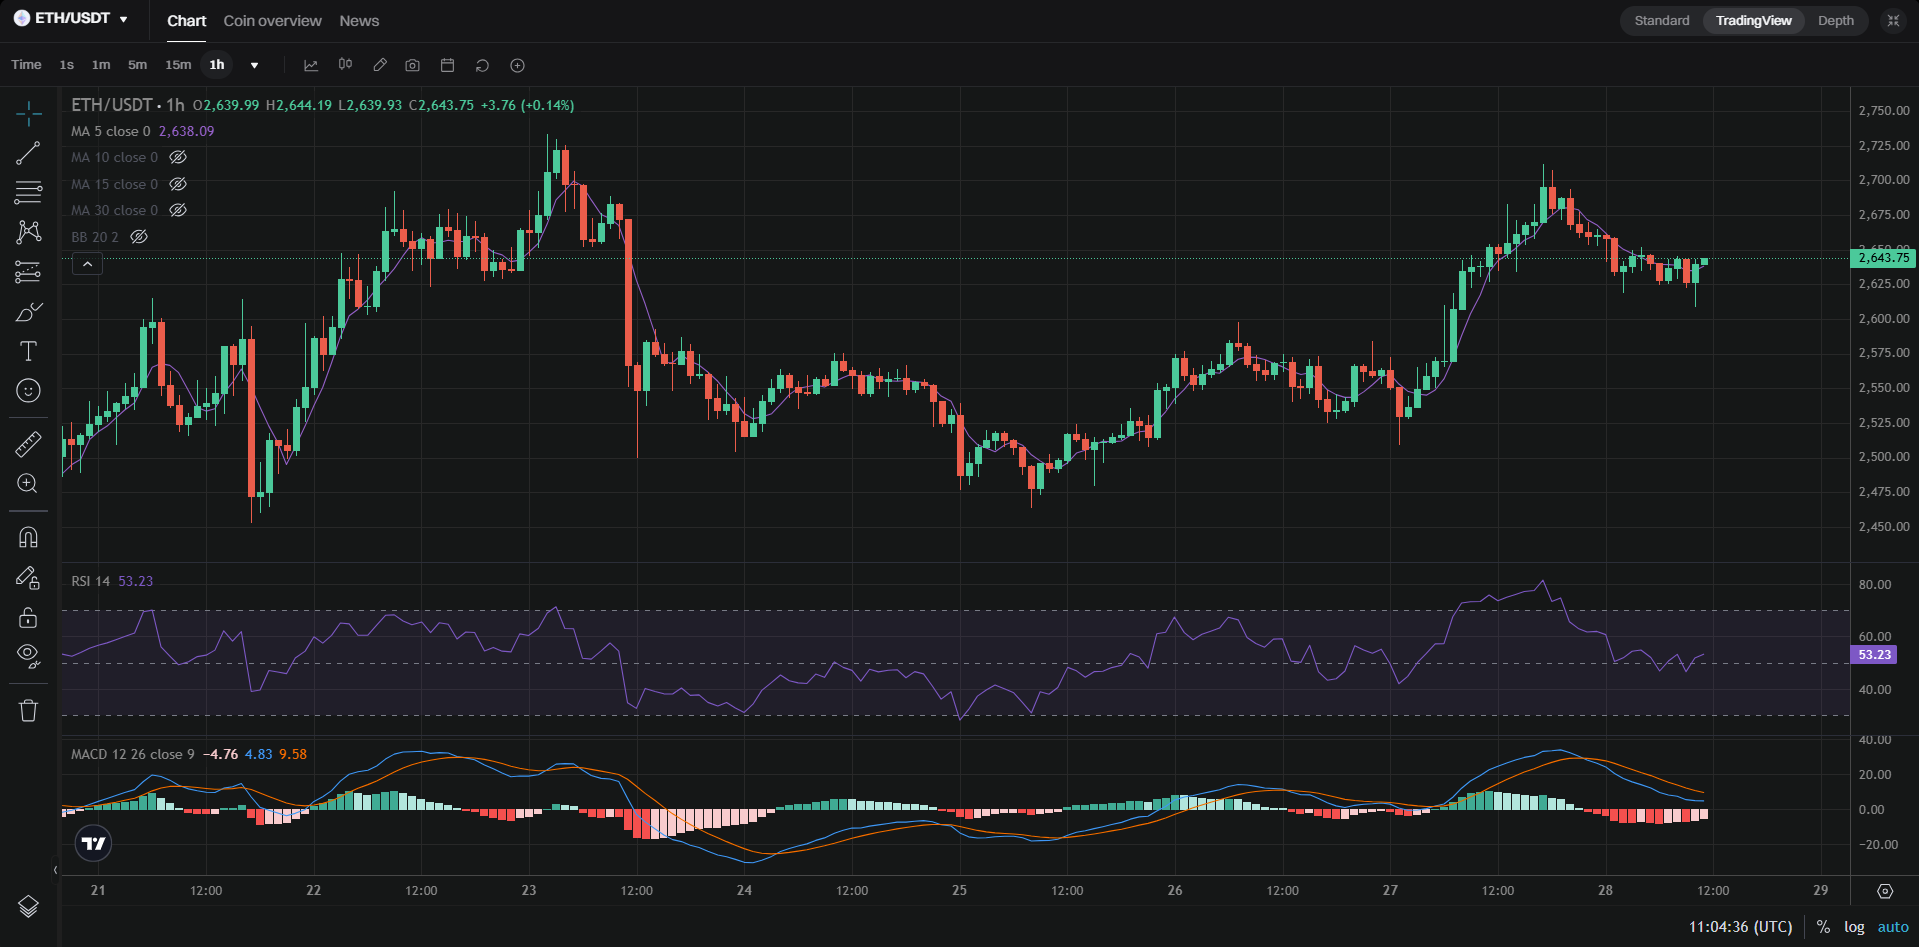 ETH/USDT Chart Coin overview News Standard TradingView Depth
Time 1s 1m 5m 15m 1h
ETH/USDT · 1h O2,639.99 H2,644.19 L2,639.93 C2,643.75 +3.76 (+0.14%)
MA 5 close 0 2,638.09
MA 10 close 0
MA 15 close 0
MA 30 close 0
BB 20 2
2,750.00
2,725.00
2,700.00
2,675.00
2,650.00
2,643.75
2,625.00
2,600.00
2,575.00
2,550.00
2,525.00
2,500.00
2,475.00
2,450.00
RSI 14 53.23
80.00
60.00
53.23
40.00
MACD 12 26 close 9 −4.76 4.83 9.58
40.00
20.00
0.00
−20.00
21 12:00 22 12:00 23 12:00 24 12:00 25 12:00 26 12:00 27 12:00 28 12:00 29
11:04:36 (UTC) % log auto